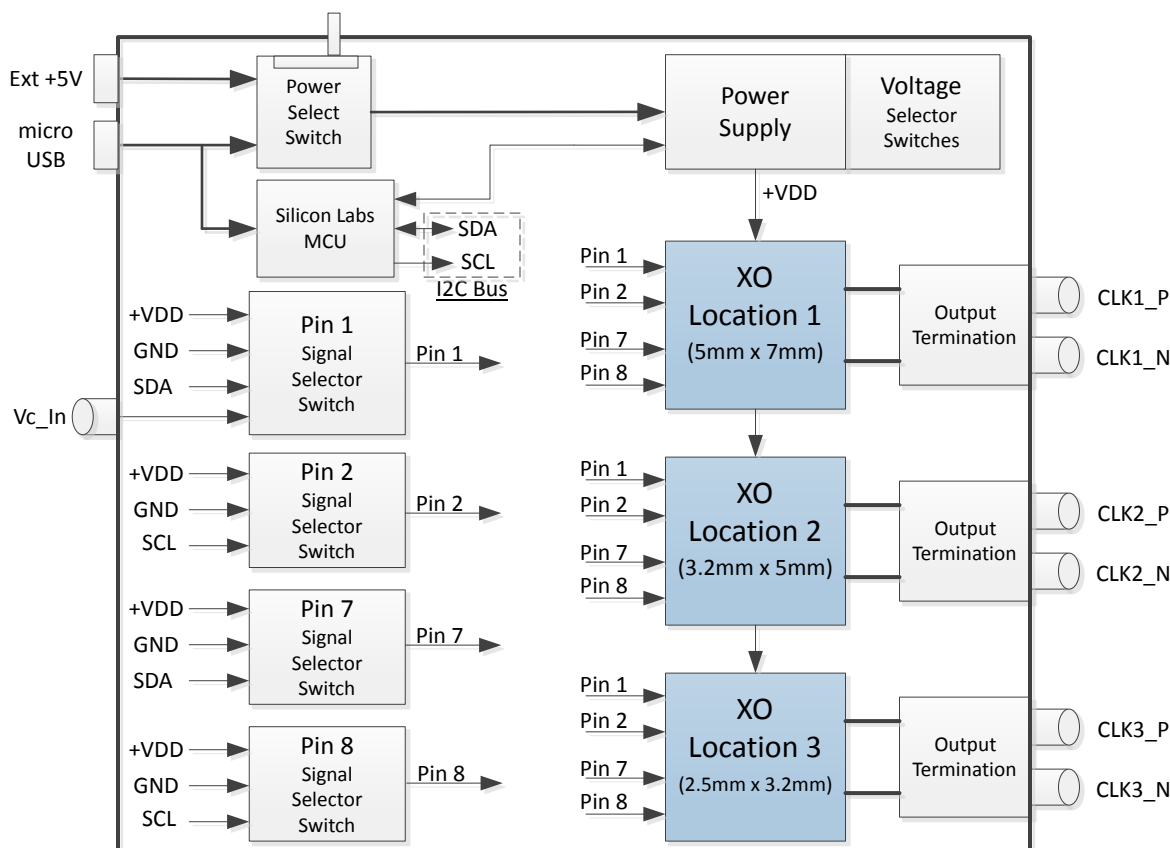 Ext +5V
micro
USB
Power
Select
Switch
Power
Supply
Voltage
Selector
Switches
+VDD
Silicon Labs
MCU
SDA
SCL
I2C Bus
+VDD
GND
SDA
Vc_In
Pin 1
Signal
Selector
Switch
Pin 1
+VDD
GND
SCL
Pin 2
Signal
Selector
Switch
Pin 2
+VDD
GND
SDA
Pin 7
Signal
Selector
Switch
Pin 7
+VDD
GND
SCL
Pin 8
Signal
Selector
Switch
Pin 8
Pin 1
Pin 2
Pin 7
Pin 8
XO
Location 1
(5mm x 7mm)
Output
Termination
CLK1_P
CLK1_N
Pin 1
Pin 2
Pin 7
Pin 8
XO
Location 2
(3.2mm x 5mm)
Output
Termination
CLK2_P
CLK2_N
Pin 1
Pin 2
Pin 7
Pin 8
XO
Location 3
(2.5mm x 3.2mm)
Output
Termination
CLK3_P
CLK3_N